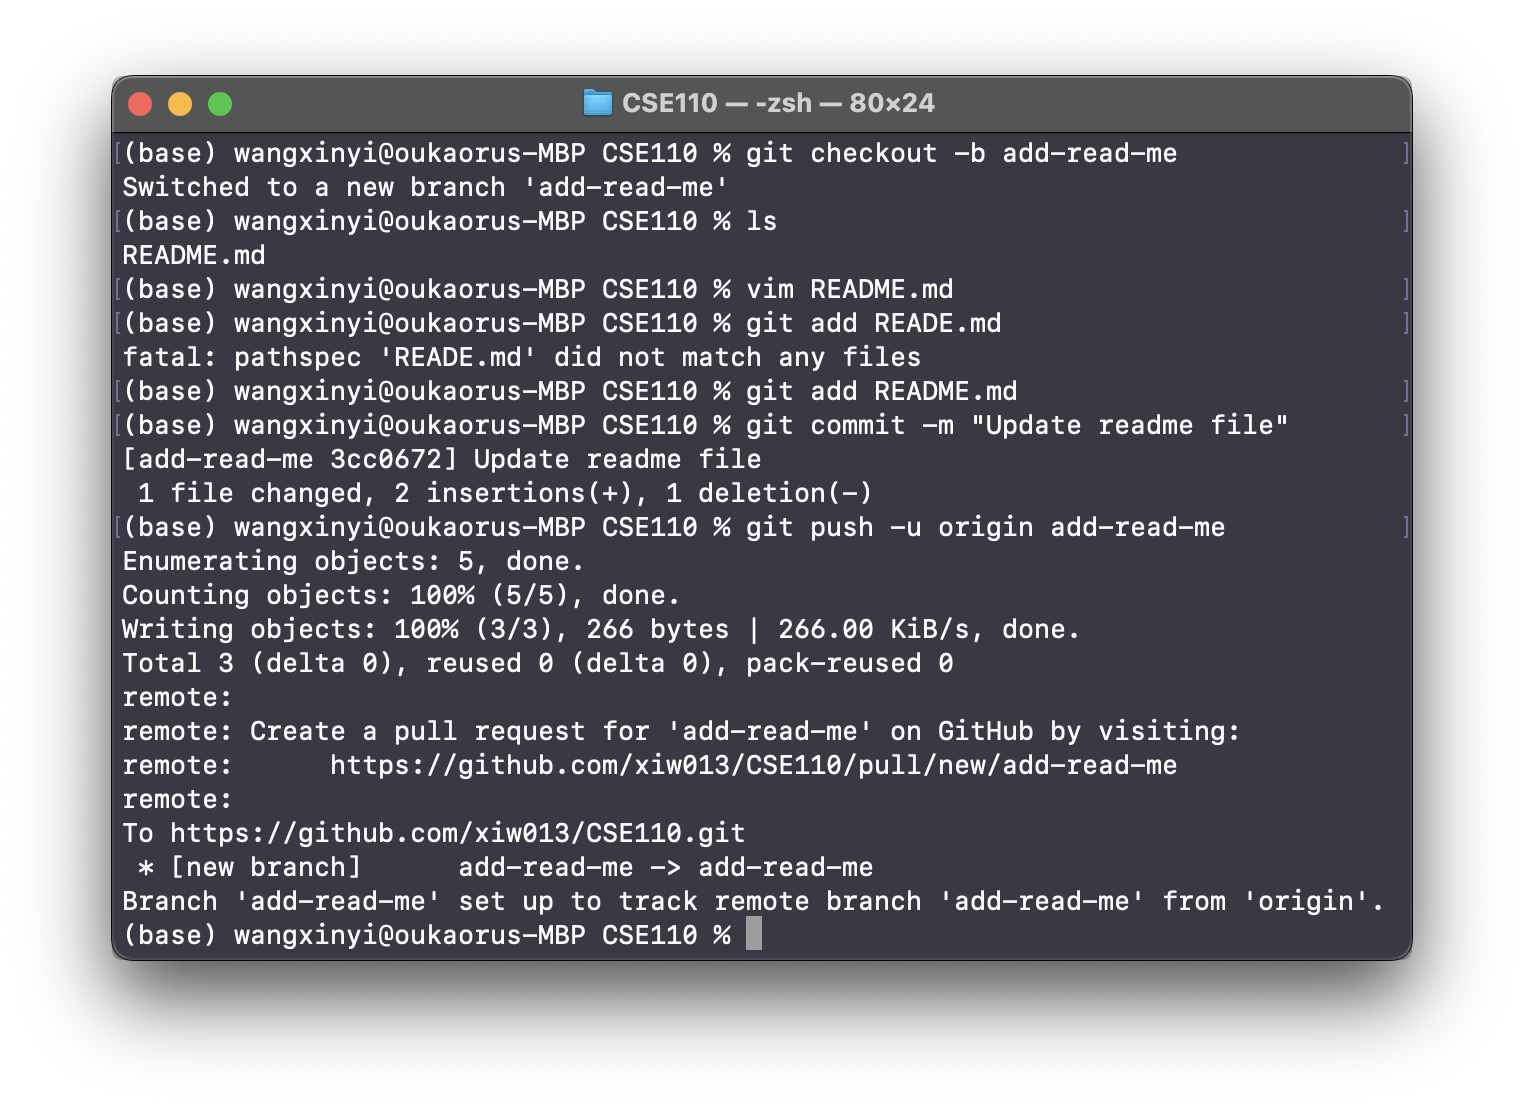 CSE110 — -zsh — 80×24
(base) wangxinyi@oukaorus-MBP CSE110 % git checkout -b add-read-me
Switched to a new branch 'add-read-me'
(base) wangxinyi@oukaorus-MBP CSE110 % ls
README.md
(base) wangxinyi@oukaorus-MBP CSE110 % vim README.md
(base) wangxinyi@oukaorus-MBP CSE110 % git add READE.md
fatal: pathspec 'READE.md' did not match any files
(base) wangxinyi@oukaorus-MBP CSE110 % git add README.md
(base) wangxinyi@oukaorus-MBP CSE110 % git commit -m "Update readme file"
[add-read-me 3cc0672] Update readme file
 1 file changed, 2 insertions(+), 1 deletion(-)
(base) wangxinyi@oukaorus-MBP CSE110 % git push -u origin add-read-me
Enumerating objects: 5, done.
Counting objects: 100% (5/5), done.
Writing objects: 100% (3/3), 266 bytes | 266.00 KiB/s, done.
Total 3 (delta 0), reused 0 (delta 0), pack-reused 0
remote:
remote: Create a pull request for 'add-read-me' on GitHub by visiting:
remote:      https://github.com/xiw013/CSE110/pull/new/add-read-me
remote:
To https://github.com/xiw013/CSE110.git
 * [new branch]      add-read-me -> add-read-me
Branch 'add-read-me' set up to track remote branch 'add-read-me' from 'origin'.
(base) wangxinyi@oukaorus-MBP CSE110 %